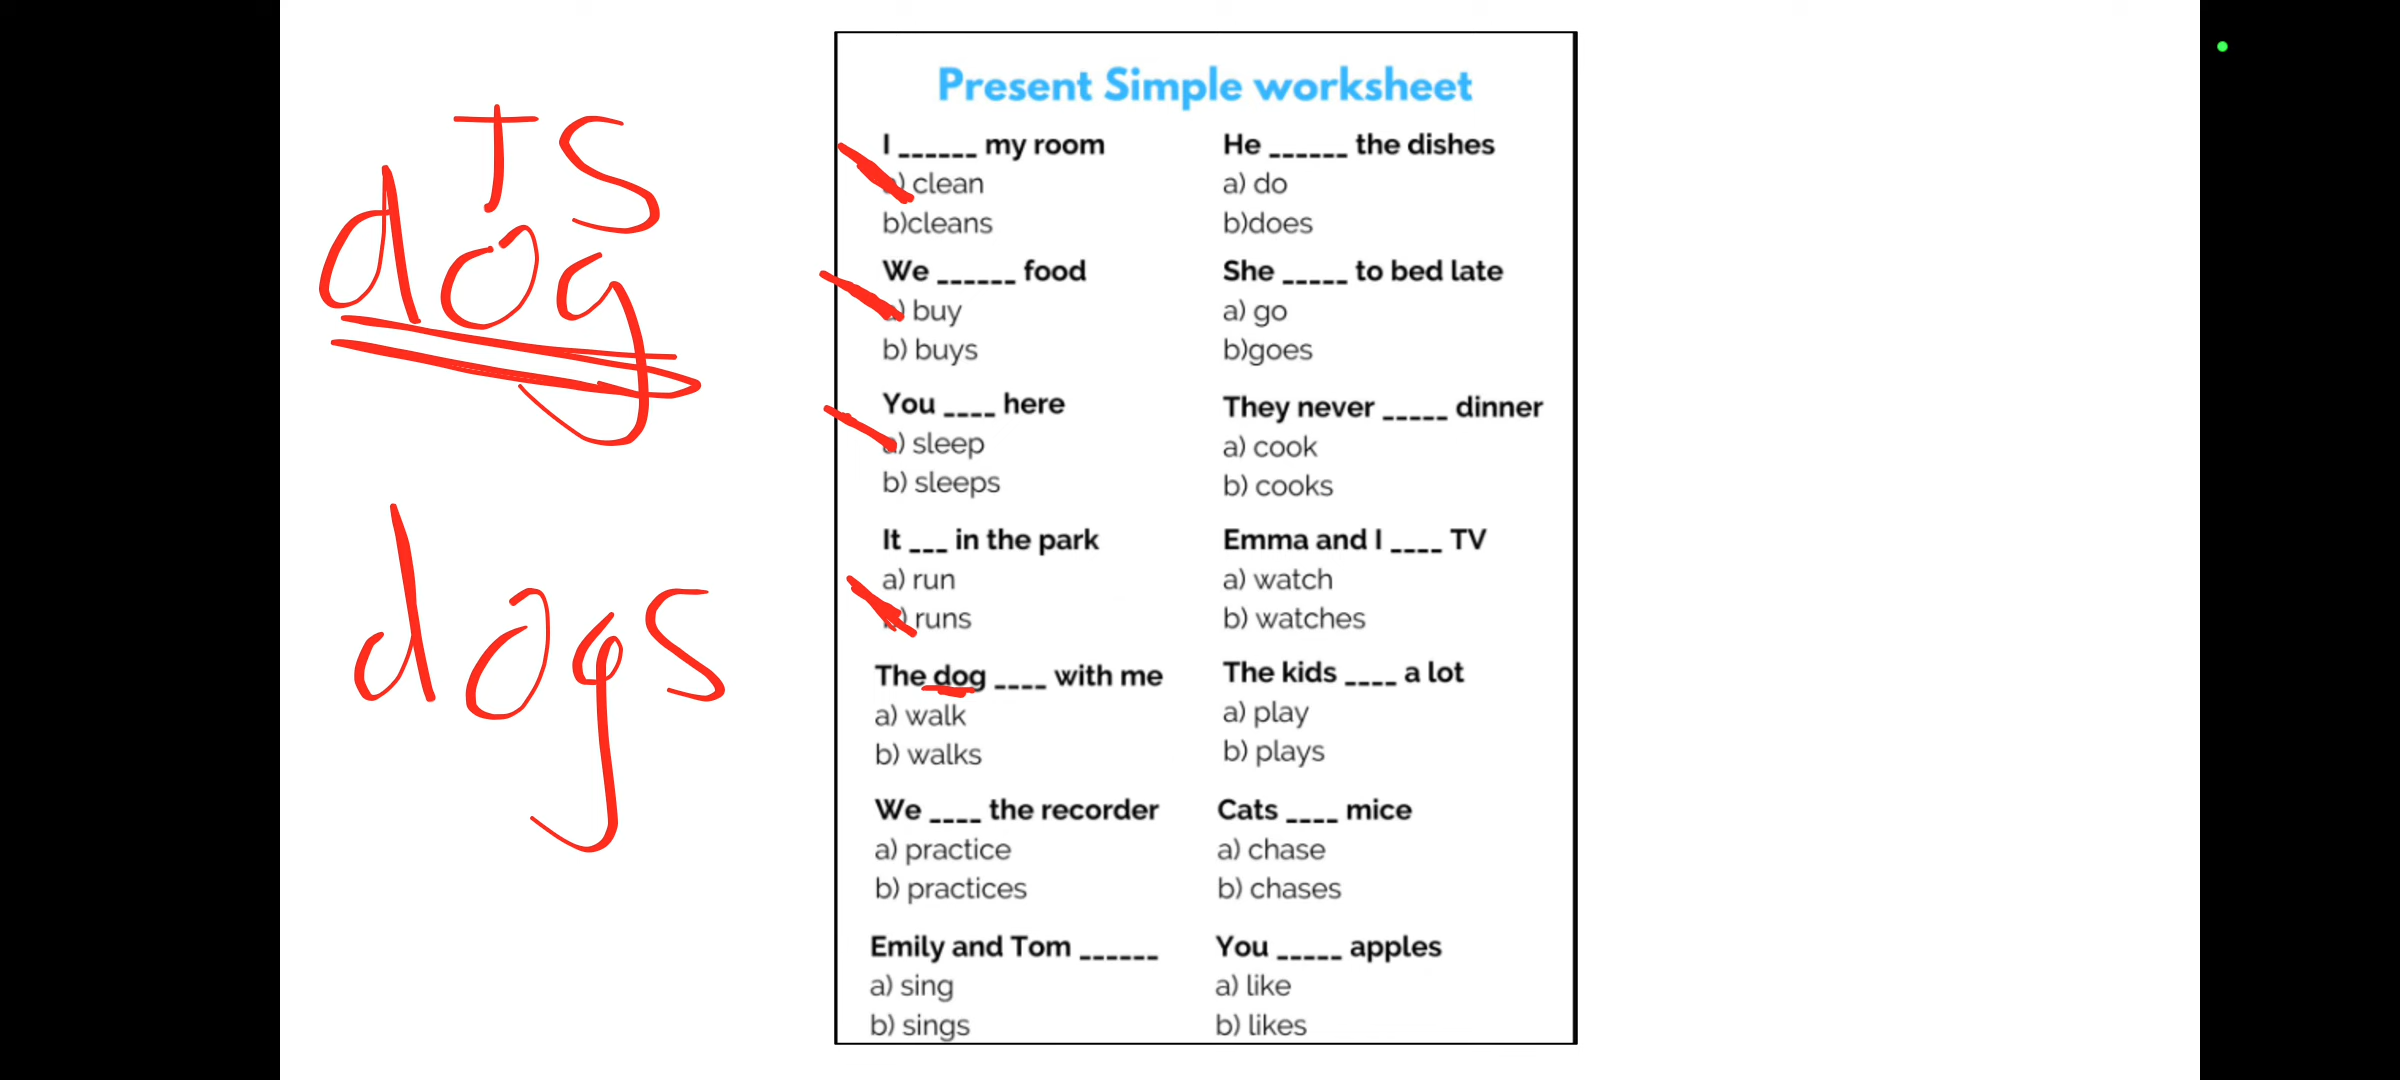 TS
dog
dogs
Present Simple worksheet
I ______ my room
a) clean
b)cleans
We ______ food
a) buy
b) buys
You ____ here
a) sleep
b) sleeps
It ___ in the park
a) run
b) runs
The dog ____ with me
a) walk
b) walks
We ____ the recorder
a) practice
b) practices
Emily and Tom ______
a) sing
b) sings
He ______ the dishes
a) do
b)does
She _____ to bed late
a) go
b)goes
They never _____ dinner
a) cook
b) cooks
Emma and I ____ TV
a) watch
b) watches
The kids ____ a lot
a) play
b) plays
Cats ____ mice
a) chase
b) chases
You _____ apples
a) like
b) likes